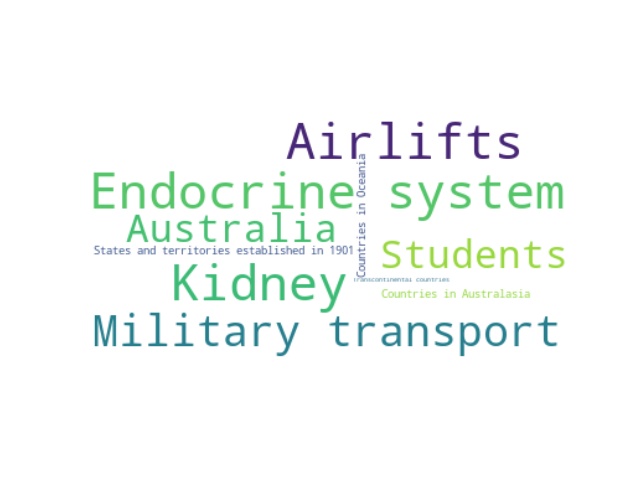 Airlifts
Endocrine system
Countries in Oceania
Australia
States and territories established in 1901
Students
Kidney
Transcontinental countries
Countries in Australasia
Military transport